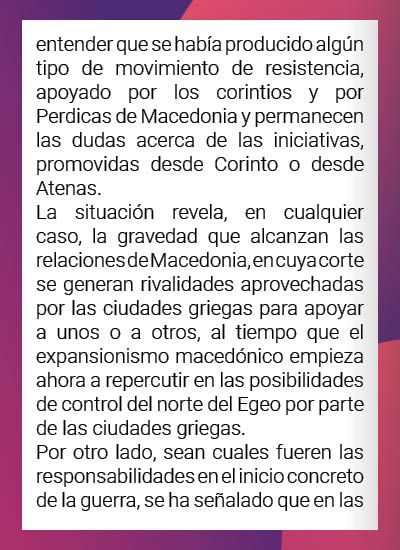 entender que se había producido algún
tipo de movimiento de resistencia,
apoyado por los corintios y por
Perdicas de Macedonia y permanecen
las dudas acerca de las iniciativas,
promovidas desde Corinto o desde
Atenas.
La situación revela, en cualquier
caso, la gravedad que alcanzan las
relaciones de Macedonia, en cuya corte
se generan rivalidades aprovechadas
por las ciudades griegas para apoyar
a unos o a otros, al tiempo que el
expansionismo macedónico empieza
ahora a repercutir en las posibilidades
de control del norte del Egeo por parte
de las ciudades griegas.
Por otro lado, sean cuales fueren las
responsabilidades en el inicio concreto
de la guerra, se ha señalado que en las